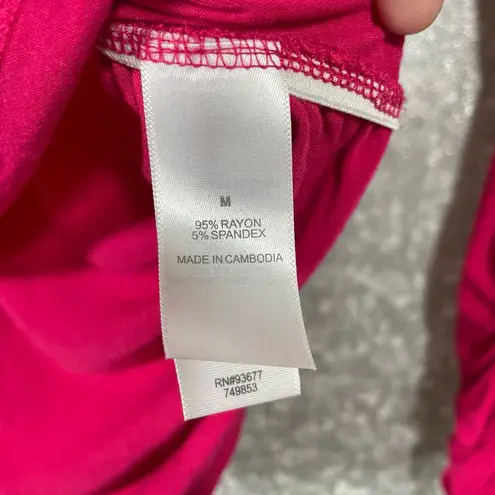 M
95% RAYON
5% SPANDEX
MADE IN CAMBODIA
RN#93677
749853